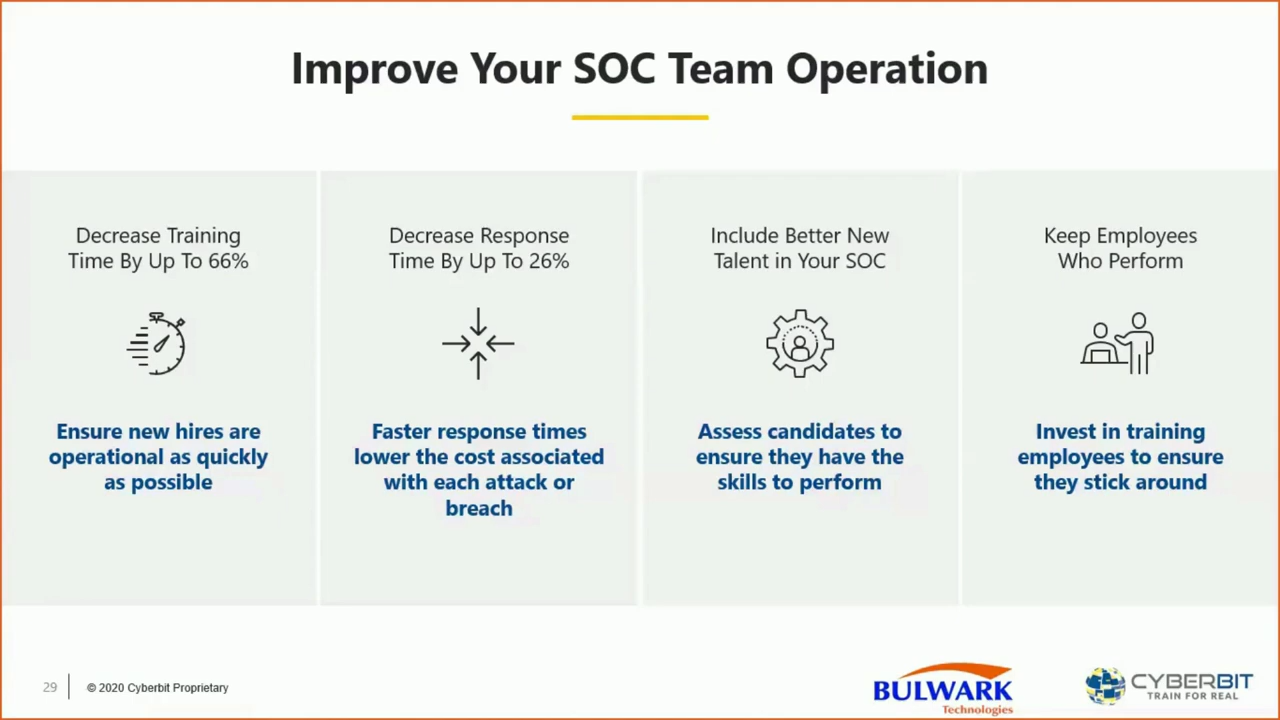 Improve Your SOC Team Operation
Decrease Training
Time By Up To 66%
Ensure new hires are
operational as quickly
as possible
Decrease Response
Time By Up To 26%
Faster response times
lower the cost associated
with each attack or
breach
Include Better New
Talent in Your SOC
Assess candidates to
ensure they have the
skills to perform
Keep Employees
Who Perform
Invest in training
employees to ensure
they stick around
29
© 2020 Cyberbit Proprietary
BULWARK
Technologies
CYBERBIT
TRAIN FOR REAL